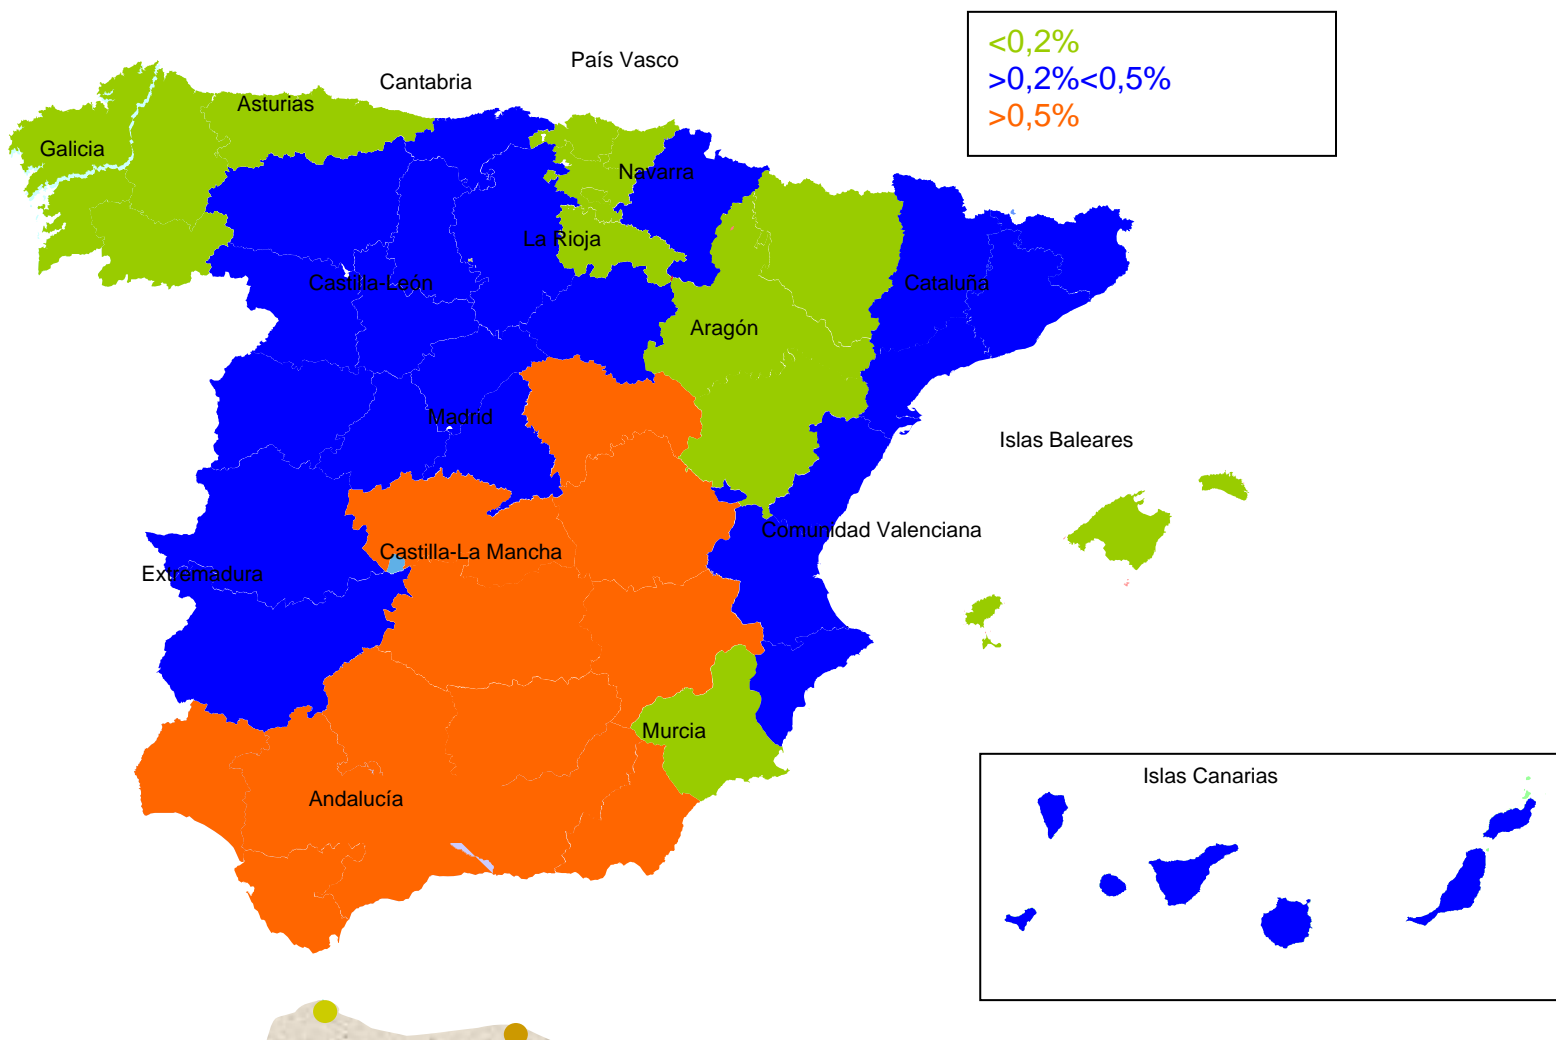 País Vasco
Cantabria
Asturias
Galicia
Navarra
La Rioja
Castilla-León
Cataluña
Aragón
Madrid
Islas Baleares
Comunidad Valenciana
Castilla-La Mancha
Extremadura
Murcia
Andalucía
Islas Canarias
<0,2%
>0,2%<0,5%
>0,5%